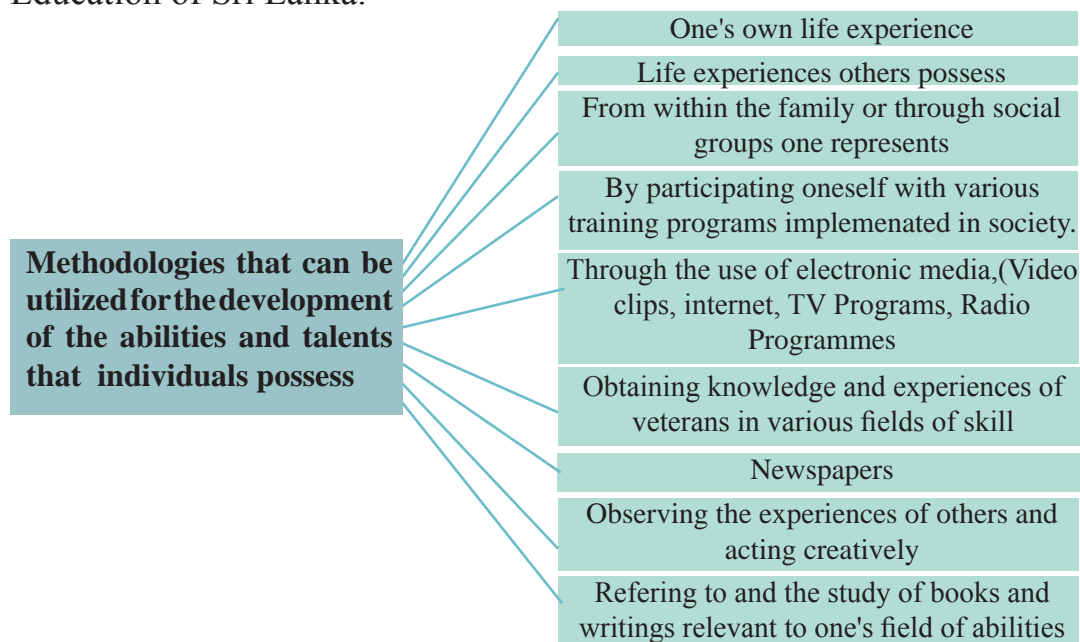 Education of Sri Lanka.
One's own life experience
Life experiences others possess
From within the family or through social
groups one represents
By participating oneself with various
training programs implemenated in society.
Methodologies that can be
utilized for the development
of the abilities and talents
that individuals possess
Through the use of electronic media,(Video
clips, internet, TV Programs, Radio
Programmes
Obtaining knowledge and experiences of
veterans in various fields of skill
Newspapers
Observing the experiences of others and
acting creatively
Refering to and the study of books and
writings relevant to one's field of abilities